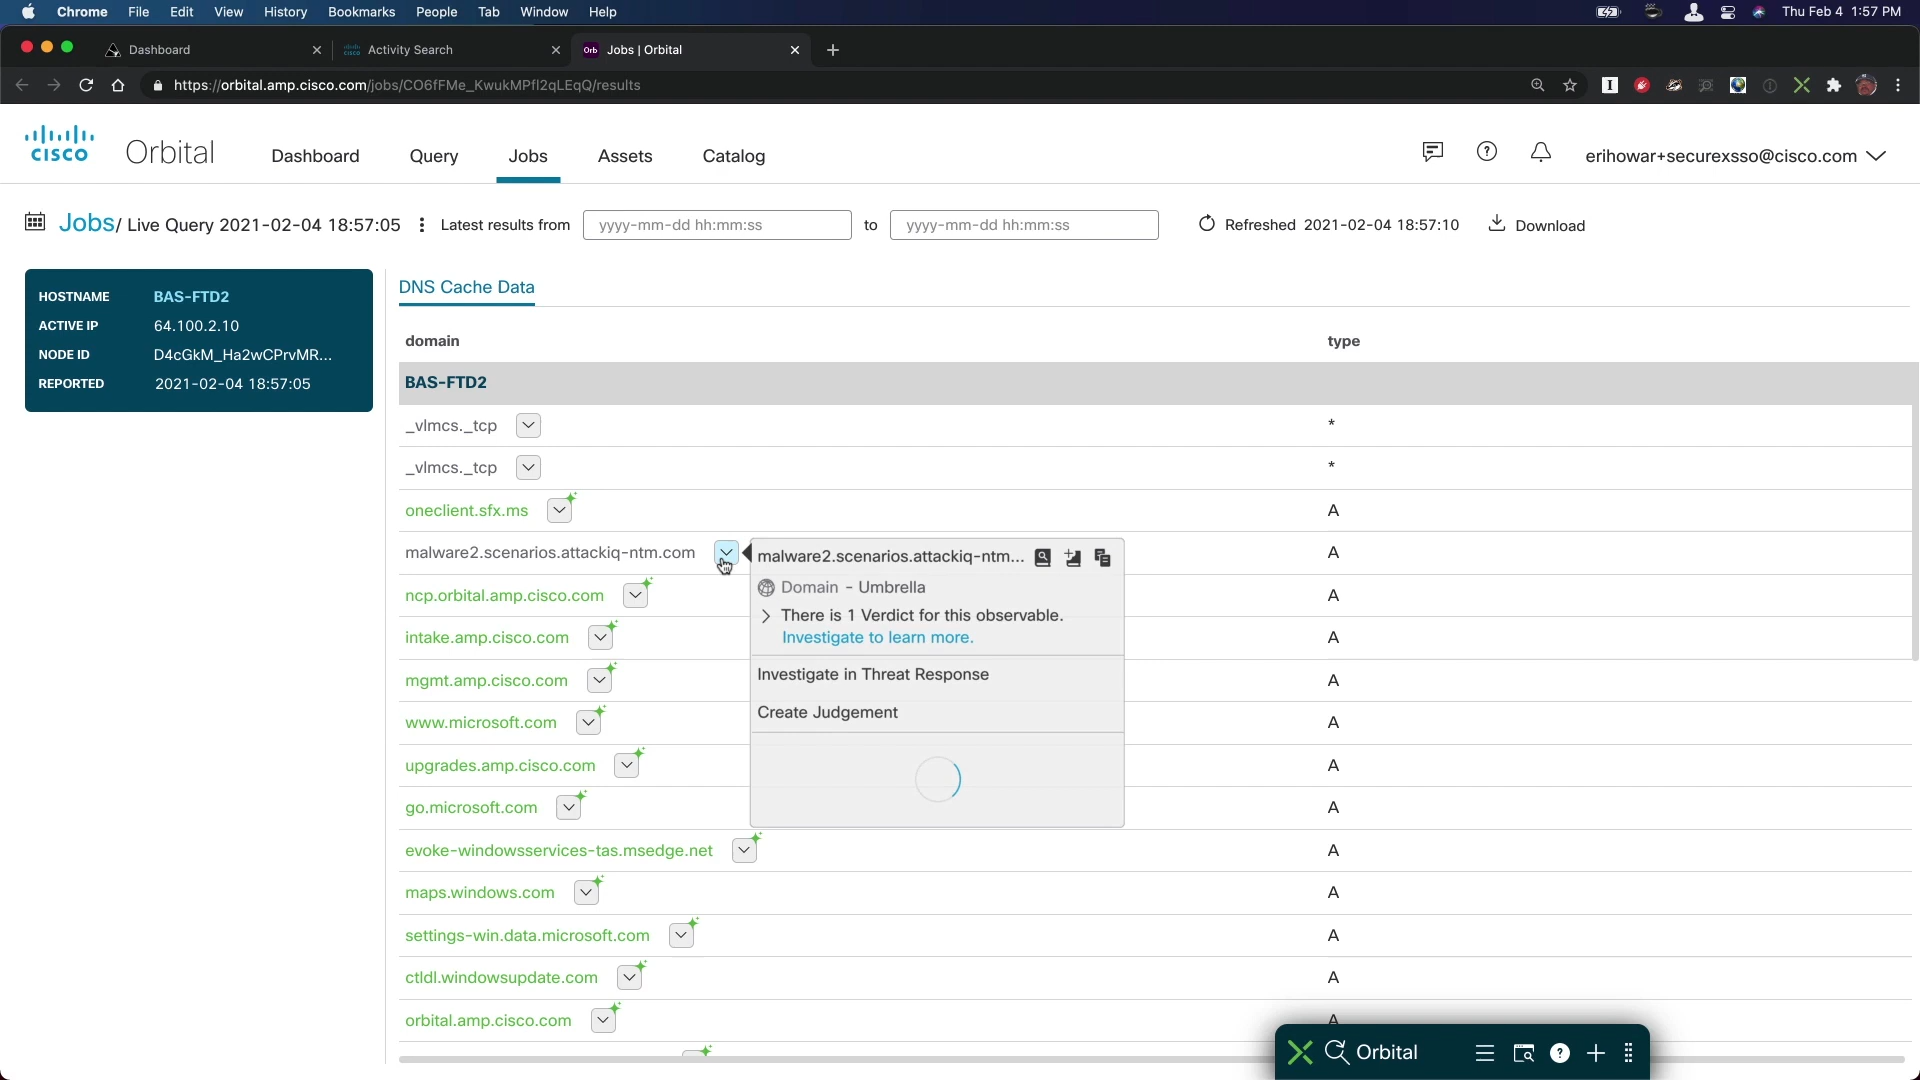 Chrome File Edit View History Bookmarks People Tab Window Help Thu Feb 4 1:57 PM
Dashboard Activity Search Orb Jobs | Orbital
https://orbital.amp.cisco.com/jobs/CO6fFMe_KwukMPfI2qLEqQ/results
CISCO Orbital Dashboard Query Jobs Assets Catalog erihowar+securexsso@cisco.com
Jobs/ Live Query 2021-02-04 18:57:05 Latest results from yyyy-mm-dd hh:mm:ss to yyyy-mm-dd hh:mm:ss Refreshed 2021-02-04 18:57:10 Download
HOSTNAME BAS-FTD2
ACTIVE IP 64.100.2.10
NODE ID D4cGkM_Ha2wCPrvMR...
REPORTED 2021-02-04 18:57:05
DNS Cache Data
domain type
BAS-FTD2
_vlmcs._tcp *
_vlmcs._tcp *
oneclient.sfx.ms A
malware2.scenarios.attackiq-ntm.com A
ncp.orbital.amp.cisco.com A
intake.amp.cisco.com A
mgmt.amp.cisco.com A
www.microsoft.com A
upgrades.amp.cisco.com A
go.microsoft.com A
evoke-windowsservices-tas.msedge.net A
maps.windows.com A
settings-win.data.microsoft.com A
ctldl.windowsupdate.com A
orbital.amp.cisco.com A
malware2.scenarios.attackiq-ntm...
Domain - Umbrella
There is 1 Verdict for this observable.
Investigate to learn more.
Investigate in Threat Response
Create Judgement
Orbital